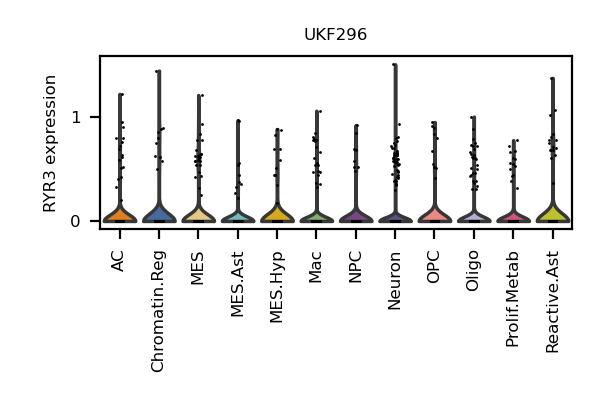 UKF296
RYR3 expression
1
0
AC
Chromatin.Reg
MES
MES.Ast
MES.Hyp
Mac
NPC
Neuron
OPC
Oligo
Prolif.Metab
Reactive.Ast